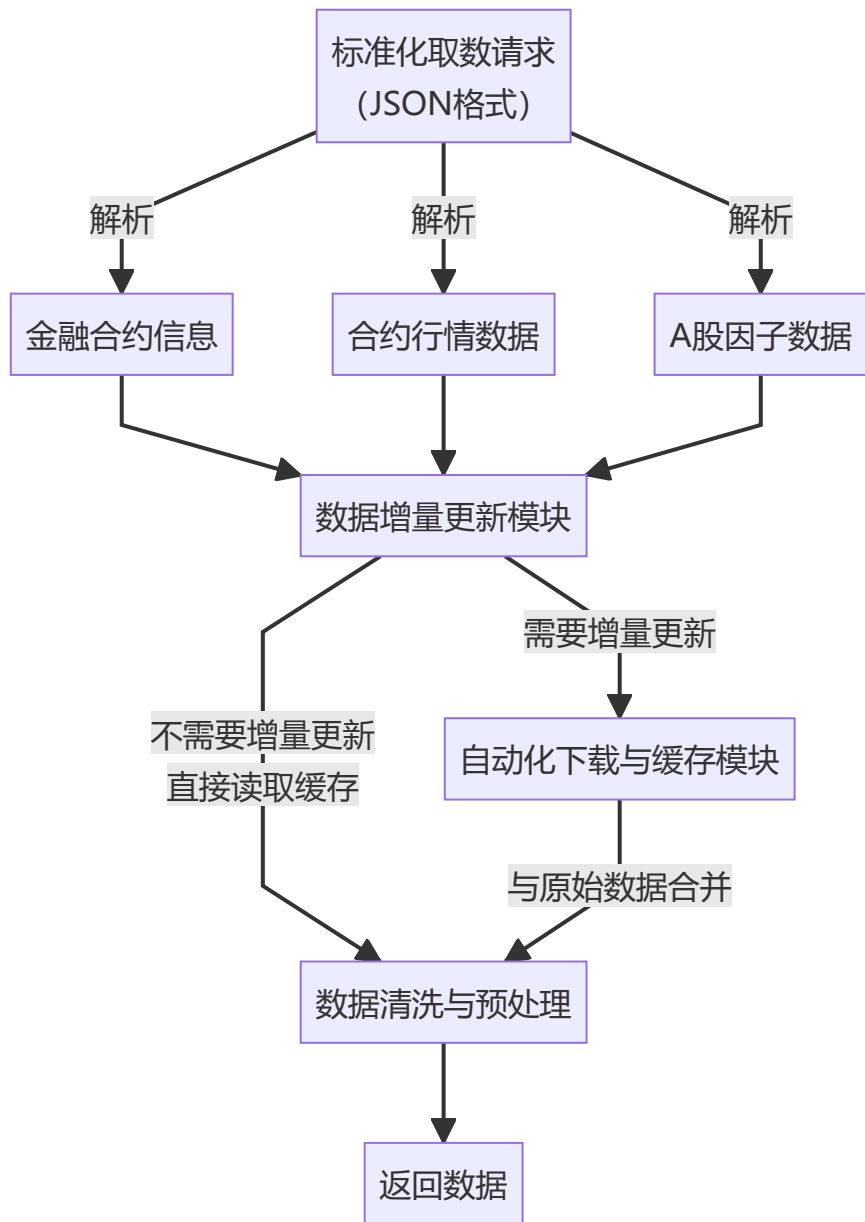 标准化取数请求
（JSON格式）
解析
解析
解析
金融合约信息
合约行情数据
A股因子数据
数据增量更新模块
需要增量更新
不需要增量更新
直接读取缓存
自动化下载与缓存模块
与原始数据合并
数据清洗与预处理
返回数据